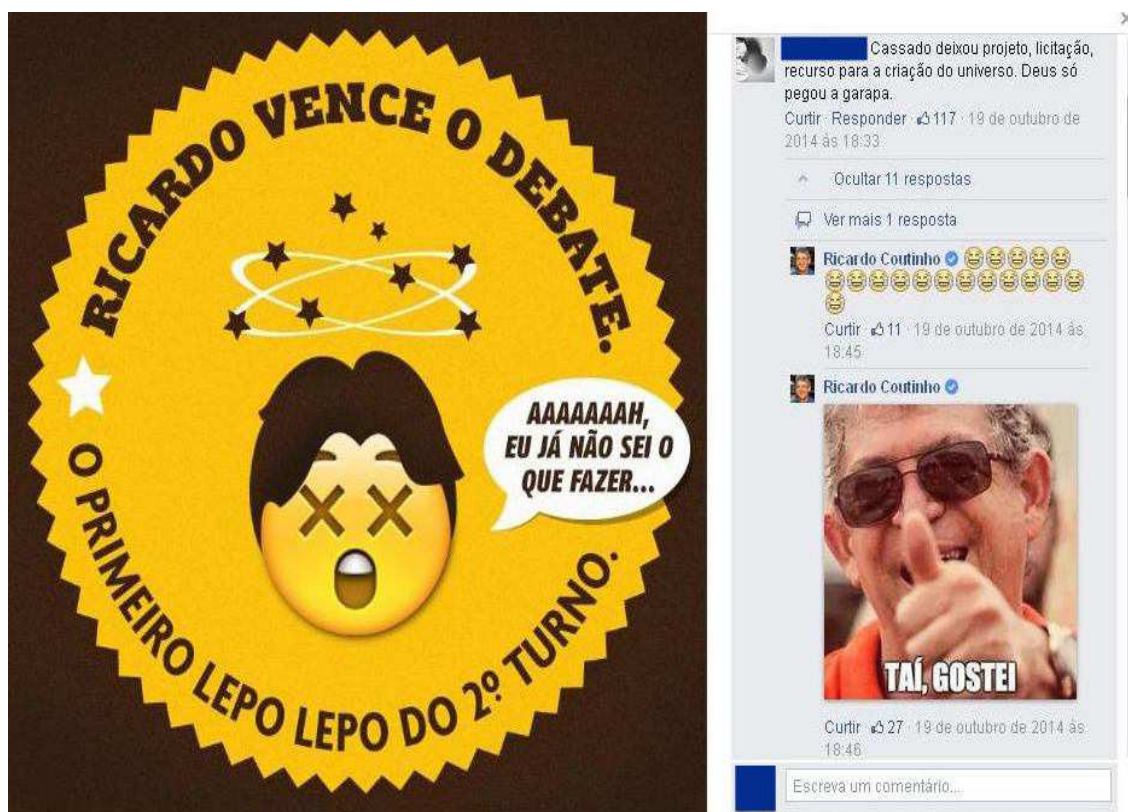 RICARDO VENCE O DEBATE.
AAAAAAAH,
EU JÁ NÃO SEI O
QUE FAZER...
O PRIMEIRO LEPO LEPO DO 2º TURNO.
Cassado deixou projeto, licitação,
recurso para a criação do universo. Deus só
pegou a garapa.
Curtir · Responder · 117 · 19 de outubro de
2014 às 18:33
Ocultar 11 respostas
Ver mais 1 resposta
Ricardo Coutinho
Curtir · 11 · 19 de outubro de 2014 às
18:45
Ricardo Coutinho
TAÍ, GOSTEI
Curtir · 27 · 19 de outubro de 2014 às
18:46
Escreva um comentário...